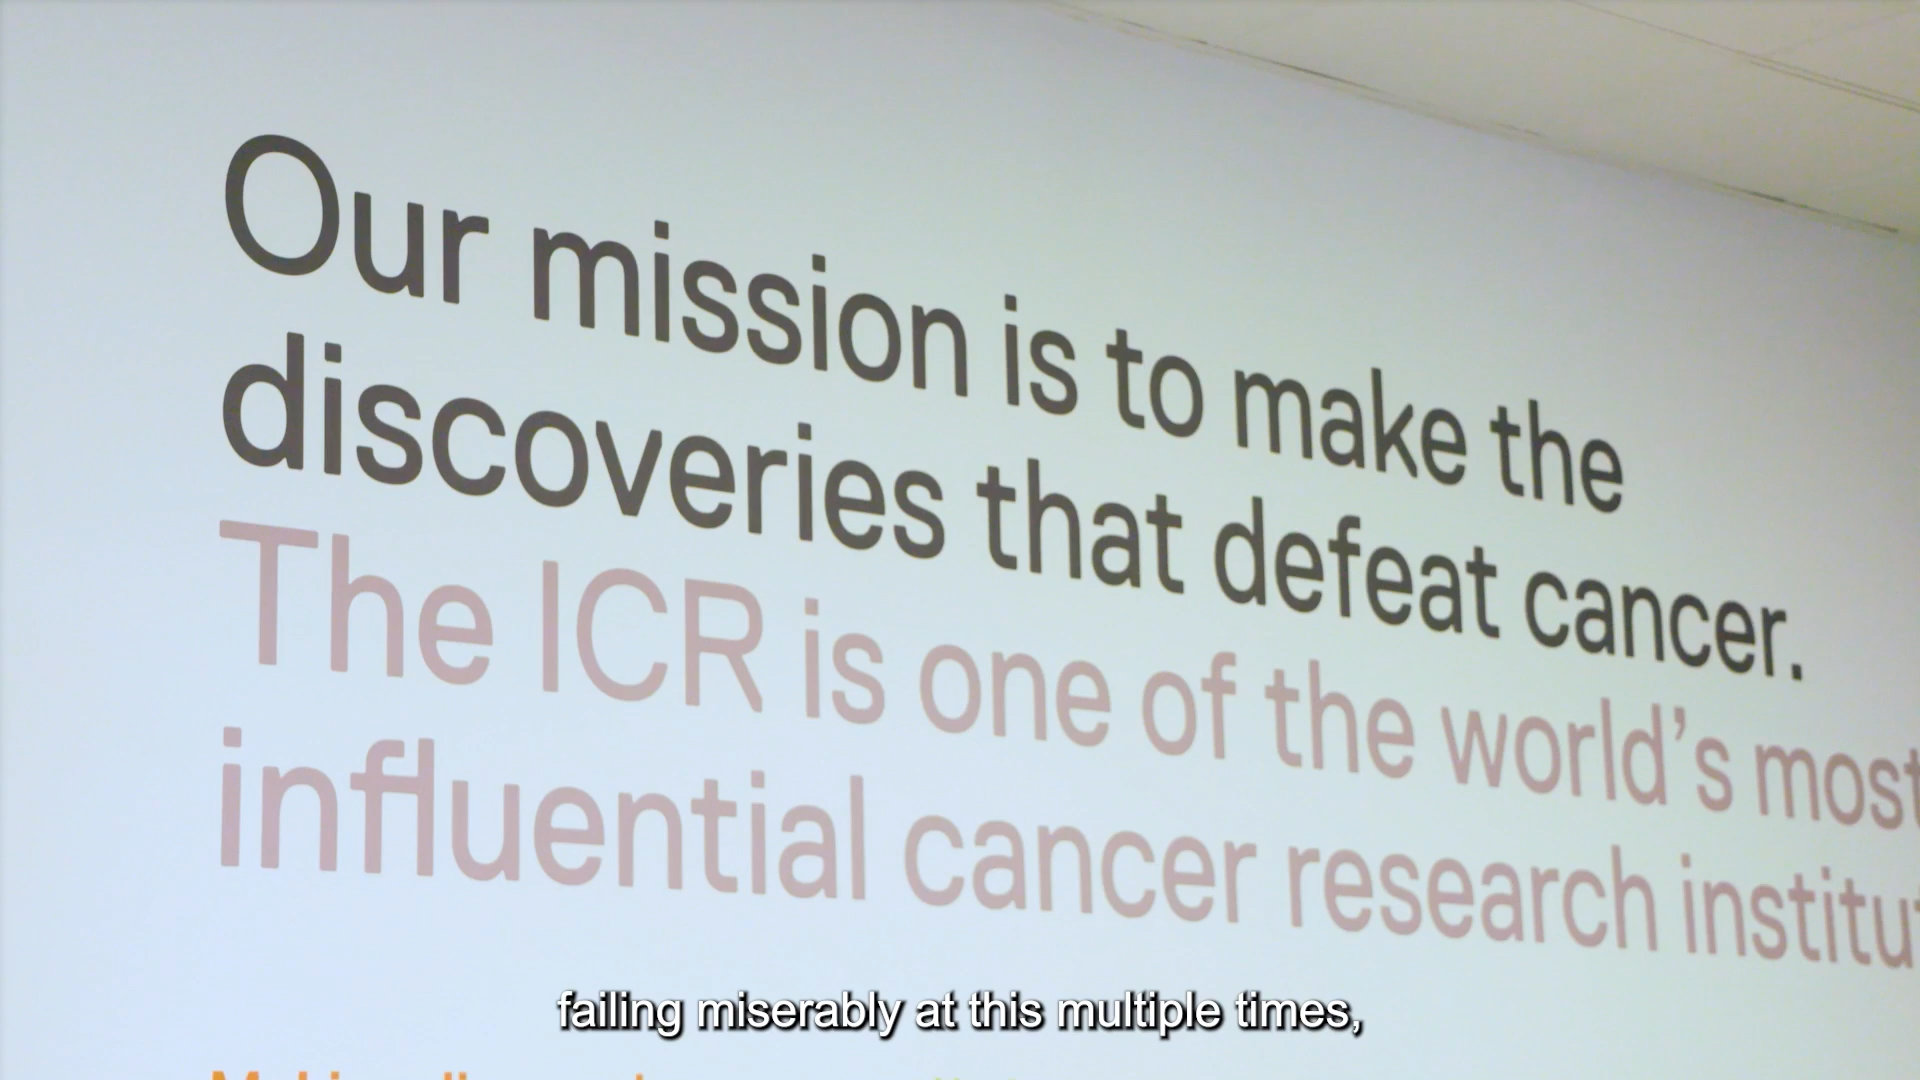 Our mission is to make the
discoveries that defeat cancer.
The ICR is one of the world's most
influential cancer research
failing miserably at this multiple times,